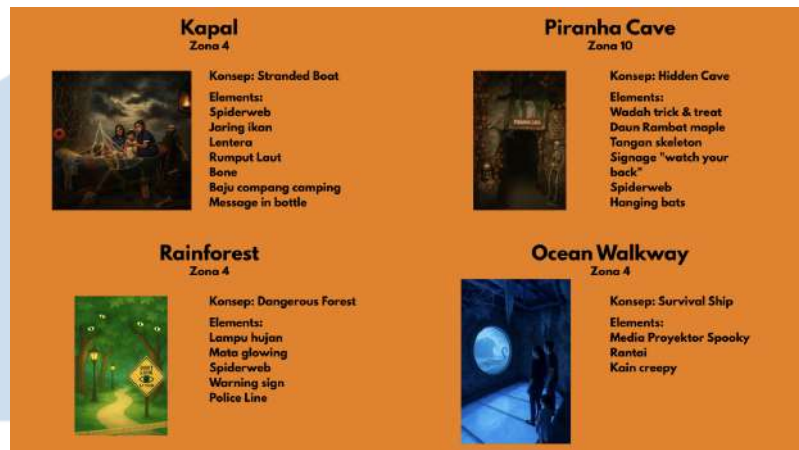 Kapal
Zona 4
Konsep: Stranded Boat
Elements:
Spiderweb
Jaring ikan
Lentera
Rumput Laut
Bone
Baju compang camping
Message in bottle
Piranha Cave
Zona 10
Konsep: Hidden Cave
Elements:
Wadah trick & treat
Daun Rambat maple
Tangan skeleton
Signage "watch your
back"
Spiderweb
Hanging bats
Rainforest
Zona 4
Konsep: Dangerous Forest
Elements:
Lampu hujan
Mata glowing
Spiderweb
Warning sign
Police Line
Ocean Walkway
Zona 4
Konsep: Survival Ship
Elements:
Media Proyektor Spooky
Rantai
Kain creepy